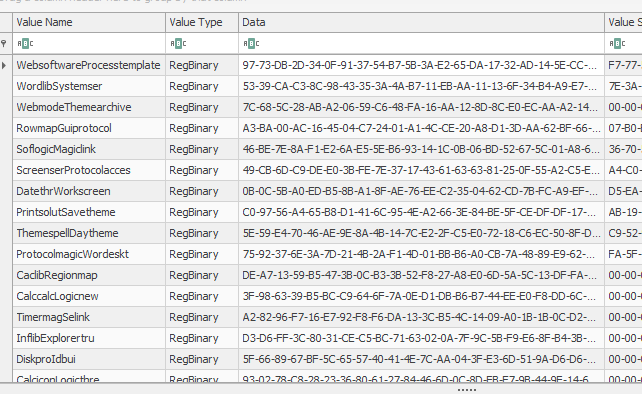 Value Name Value Type Data Value S
WebsoftwareProcesstemplate RegBinary 97-73-DB-2D-34-0F-91-37-54-B7-5B-3A-E2-65-DA-17-32-AD-14-5E-CC- F7-77-
WordlibSystemser RegBinary 53-39-CA-C3-8C-98-43-35-3A-4A-B7-11-EB-AA-11-13-6F-34-B4-A9-E7- 7E-3A-
WebmodeThemearchive RegBinary 7C-68-5C-28-AB-A2-06-59-C6-48-FA-16-AA-12-8D-8C-E0-EC-AA-A2-14... 00-00-
RowmapGuiprotocol RegBinary A3-BA-00-AC-16-45-04-C7-24-01-A1-4C-CE-20-A8-D1-3D-AA-62-BF-66-... 07-B0-
SoflogicMagiclink RegBinary 46-BE-7E-8A-F1-E2-6A-E5-5E-B6-93-14-1C-0B-06-BD-52-67-5C-01-A8-6... 36-70-
ScreenserProtocolacces RegBinary 49-CB-6D-C9-DE-E0-3B-FE-7E-37-17-43-61-63-63-81-25-0F-55-A2-C5-E... A4-C0-
DatethrWorkscreen RegBinary 0B-0C-5B-A0-ED-B5-8B-A1-8F-AE-76-EE-C2-35-04-62-CD-7B-FC-A9-EF-... D5-EA-
PrintsolutSavetheme RegBinary C0-97-56-A4-65-B8-D1-41-6C-95-4E-A2-66-3E-84-BE-5F-CE-DF-DF-17-... AB-19-
ThemespellDaytheme RegBinary 5E-59-E4-70-46-AE-9E-8A-4B-14-7C-E2-2F-C5-E0-72-18-C6-EC-50-8F-D... C9-52-
ProtocolmagicWordeskt RegBinary 75-92-37-6E-3A-7D-21-4B-2A-F1-4D-01-BB-B6-A0-CB-7A-48-89-E9-62-... FA-5F-
CaclibRegionmap RegBinary DE-A7-13-59-B5-47-3B-0C-B3-3B-52-F8-27-A8-E0-6D-5A-5C-13-DF-FA-... 00-00-
CalccalcLogicnew RegBinary 3F-98-63-39-B5-BC-C9-64-6F-7A-0E-D1-DB-B6-B7-44-EE-E0-F8-DD-6C-... 00-00-
TimermagSelink RegBinary A2-82-96-F7-16-E7-92-F8-F6-DA-13-3C-B5-4C-14-09-A0-1B-1B-0C-D2-... 00-00-
InflibExplorertru RegBinary D3-D6-FF-3C-80-31-CE-C5-BC-71-63-02-0A-7F-9C-5B-F9-E6-8F-B4-3B-... 00-00-
DiskproIdbui RegBinary 5F-66-89-67-BF-5C-65-57-40-41-4E-7C-AA-04-3F-E3-6D-51-9A-D6-D6-... 00-00-
CalciconLogicthre RegBinary 93-02-78-C8-28-23-36-80-61-27-84-46-6D-0C-8D-EB-E7-9B-44-9E-14-6... 00-00-